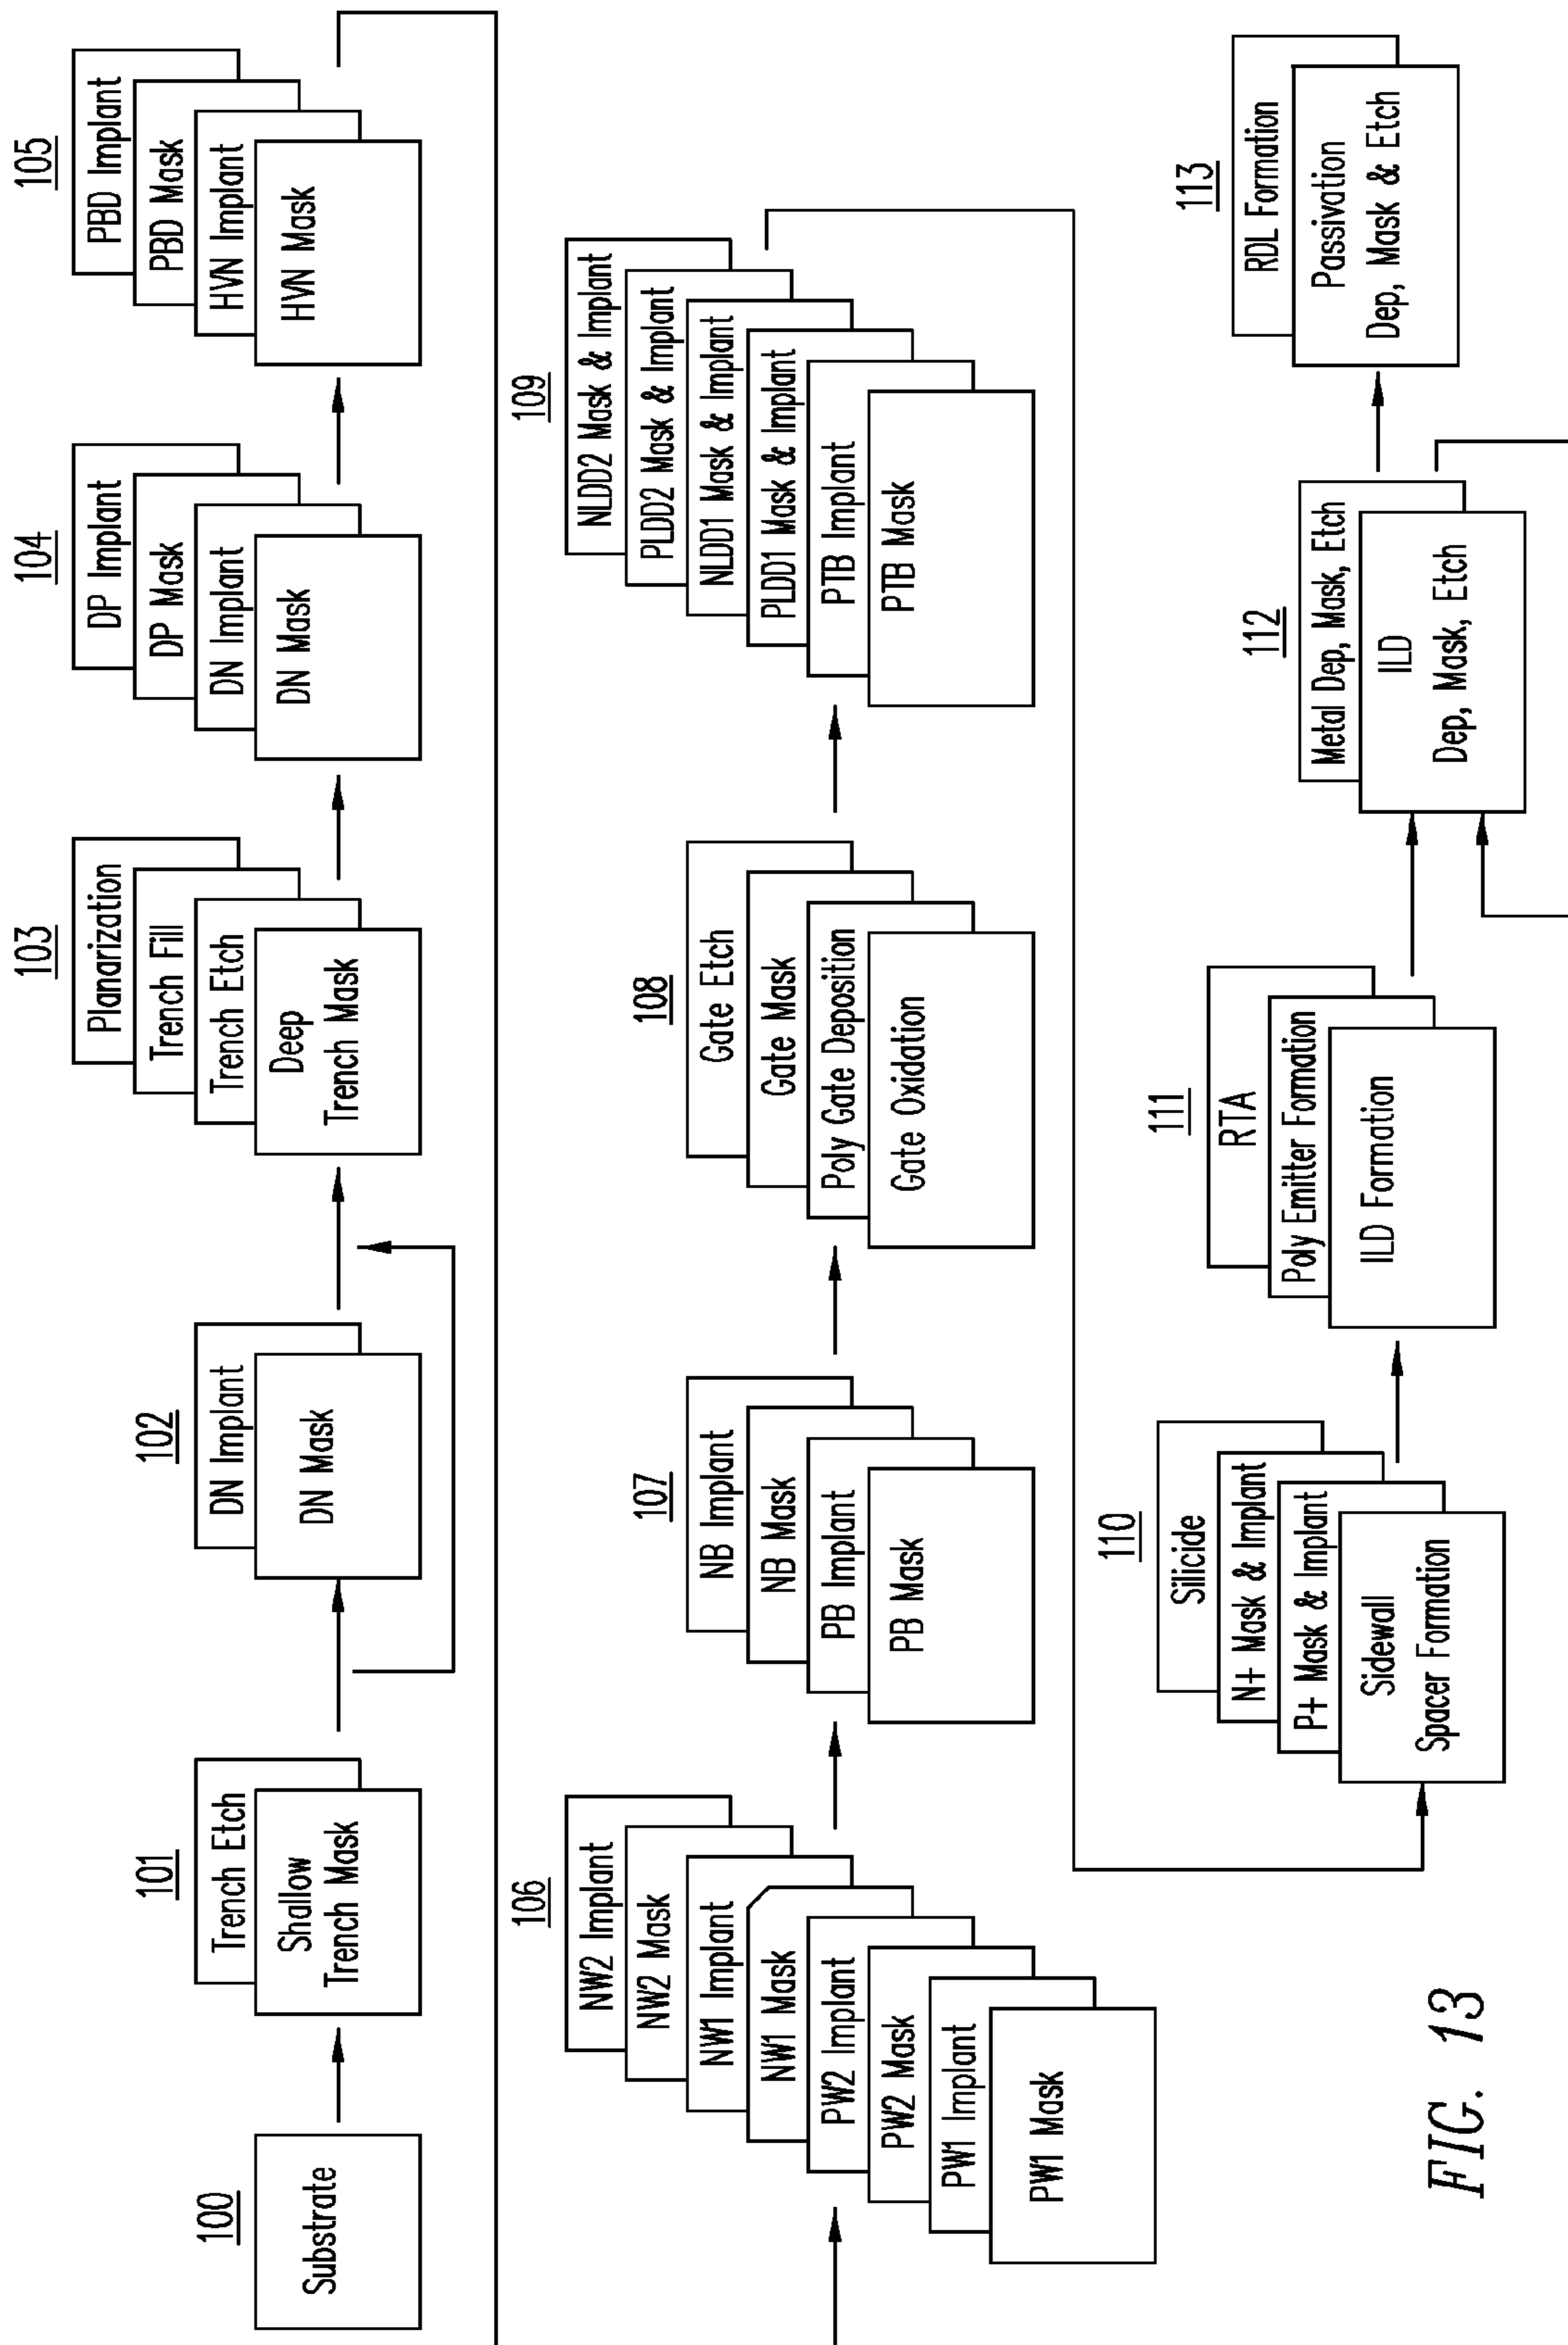 100
Substrate
101
Trench Etch
Shallow
Trench Mask
102
DN Implant
DN Mask
103
Planarization
Trench Fill
Trench Etch
Deep
Trench Mask
104
DP Implant
DP Mask
DN Implant
DN Mask
105
PBD Implant
PBD Mask
HVN Implant
HVN Mask
106
NW2 Implant
NW2 Mask
NW1 Implant
NW1 Mask
PW2 Implant
PW2 Mask
PW1 Implant
PW1 Mask
107
NB Implant
NB Mask
PB Implant
PB Mask
108
Gate Etch
Gate Mask
Poly Gate Deposition
Gate Oxidation
109
NLDD2 Mask & Implant
PLDD2 Mask & Implant
NLDD1 Mask & Implant
PLDD1 Mask & Implant
PTB Implant
PTB Mask
110
Silicide
N+ Mask & Implant
P+ Mask & Implant
Sidewall
Spacer Formation
111
RTA
Poly Emitter Formation
ILD Formation
112
Metal Dep, Mask, Etch
ILD
Dep, Mask, Etch
113
RDL Formation
Passivation
Dep, Mask & Etch
FIG. 13